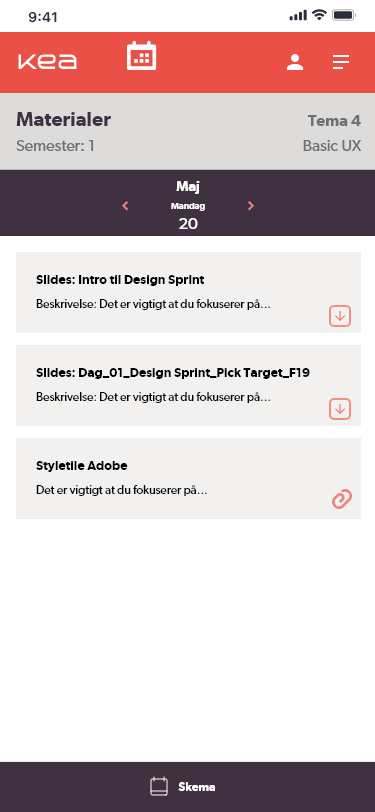 9:41
kea
Materialer
Tema 4
Semester: 1
Basic UX
Maj
Mandag
20
Slides: Intro til Design Sprint
Beskrivelse: Det er vigtigt at du fokuserer på...
Slides: Dag_01_Design Sprint_Pick Target_F19
Beskrivelse: Det er vigtigt at du fokuserer på...
Styletile Adobe
Det er vigtigt at du fokuserer på...
Skema